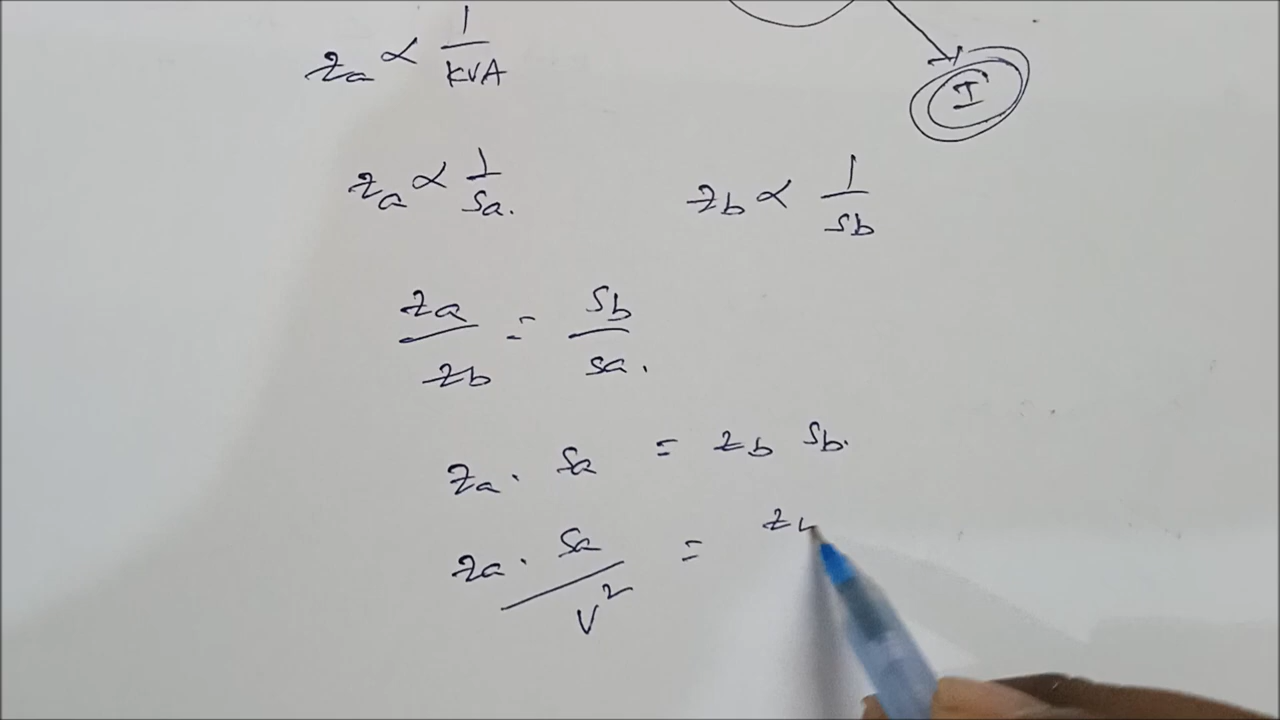 Za ∝ 1/KVA
I
Za ∝ 1/Sa. Zb ∝ 1/Sb
Za/Zb = Sb/Sa.
Za. Sa = Zb Sb.
Za. Sa/V² = Z